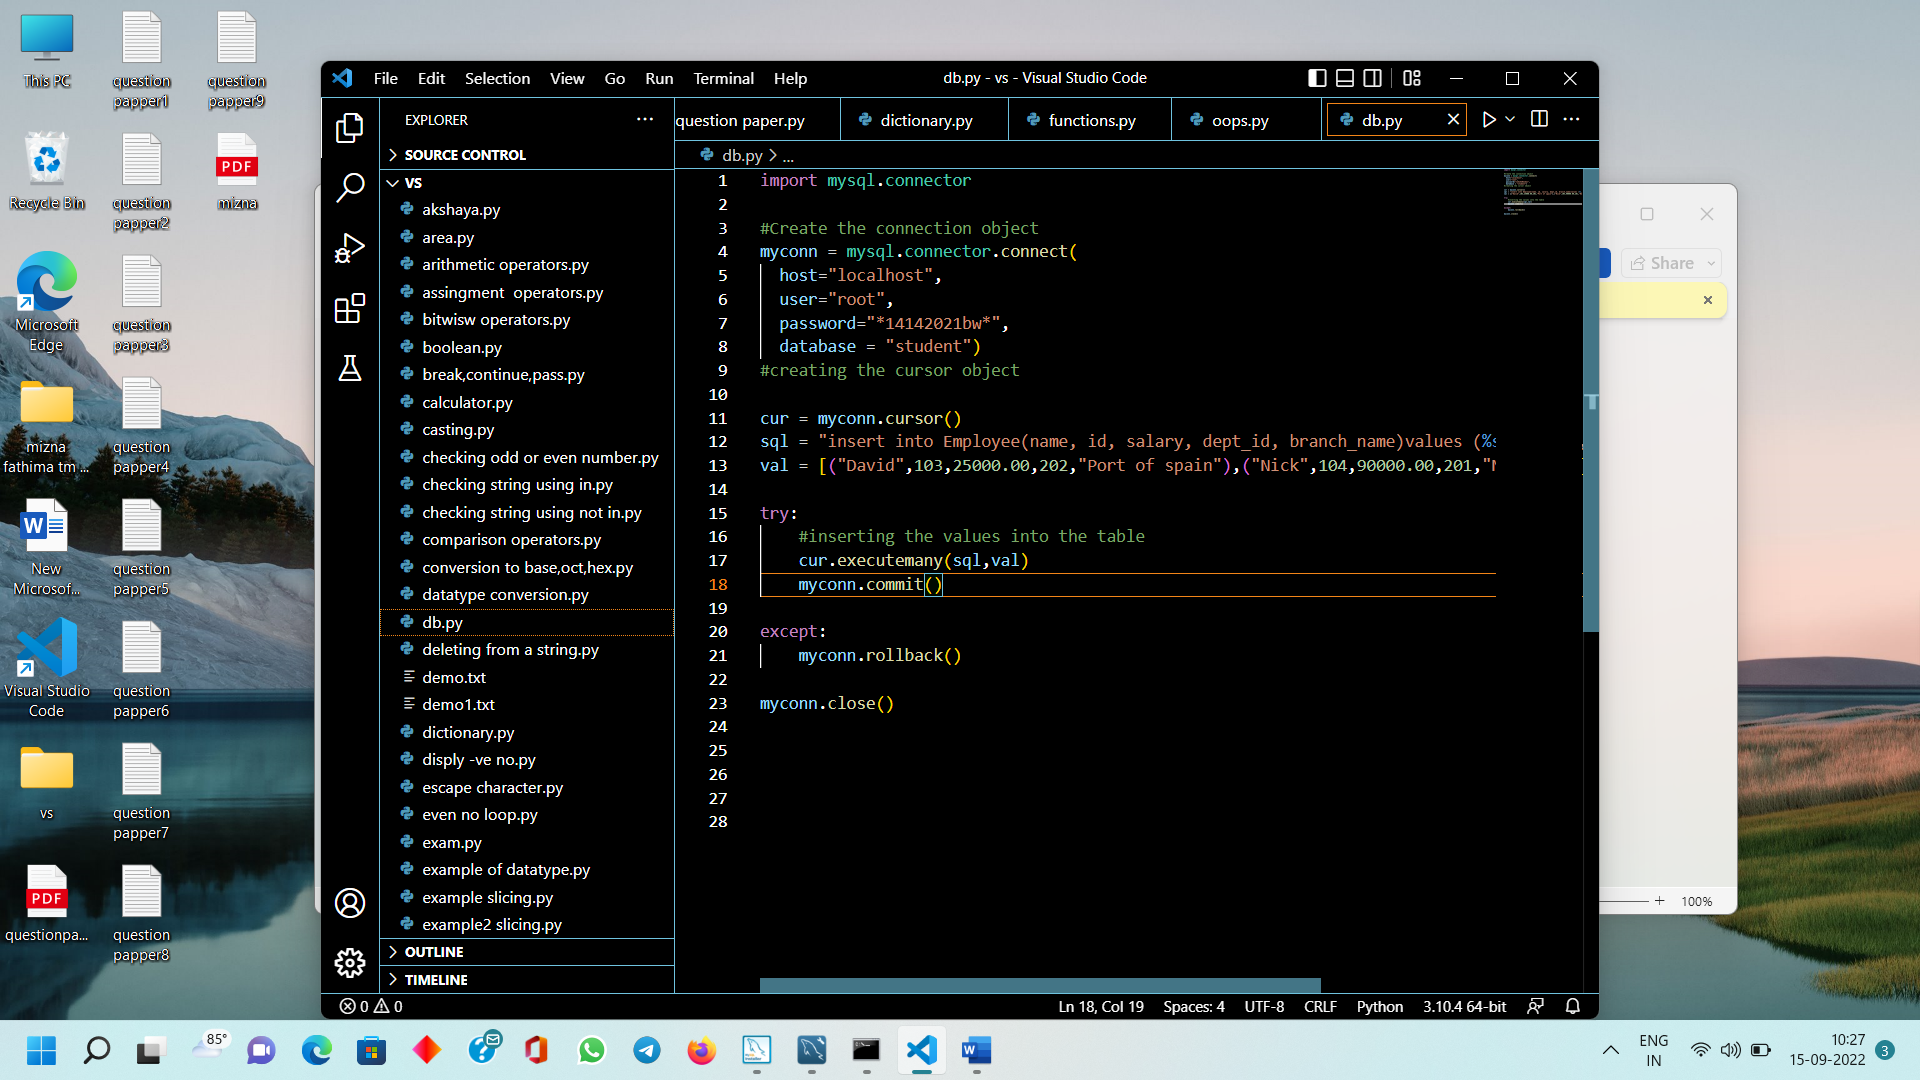 This PC
question papper1
question papper9
Recycle Bin
question papper2
PDF
mizna
Microsoft Edge
question papper3
mizna fathima tm ...
question papper4
New Microsof...
question papper5
Visual Studio Code
question papper6
vs
question papper7
PDF
questionpa...
question papper8
File Edit Selection View Go Run Terminal Help
db.py - vs - Visual Studio Code
EXPLORER
SOURCE CONTROL
VS
akshaya.py
area.py
arithmetic operators.py
assingment  operators.py
bitwisw operators.py
boolean.py
break,continue,pass.py
calculator.py
casting.py
checking odd or even number.py
checking string using in.py
checking string using not in.py
comparison operators.py
conversion to base,oct,hex.py
datatype conversion.py
db.py
deleting from a string.py
demo.txt
demo1.txt
dictionary.py
disply -ve no.py
escape character.py
even no loop.py
exam.py
example of datatype.py
example slicing.py
example2 slicing.py
OUTLINE
TIMELINE
question paper.py dictionary.py functions.py oops.py db.py
db.py > ...
1 import mysql.connector
2
3 #Create the connection object
4 myconn = mysql.connector.connect(
5 host="localhost",
6 user="root",
7 password="*14142021bw*",
8 database = "student")
9 #creating the cursor object
10
11 cur = myconn.cursor()
12 sql = "insert into Employee(name, id, salary, dept_id, branch_name)values (%s
13 val = [("David",103,25000.00,202,"Port of spain"),("Nick",104,90000.00,201,"N
14
15 try:
16 #inserting the values into the table
17 cur.executemany(sql,val)
18 myconn.commit()
19
20 except:
21 myconn.rollback()
22
23 myconn.close()
24
25
26
27
28
Share
100%
0 0
Ln 18, Col 19 Spaces: 4 UTF-8 CRLF Python 3.10.4 64-bit
85°
ENG
IN
10:27
15-09-2022
3